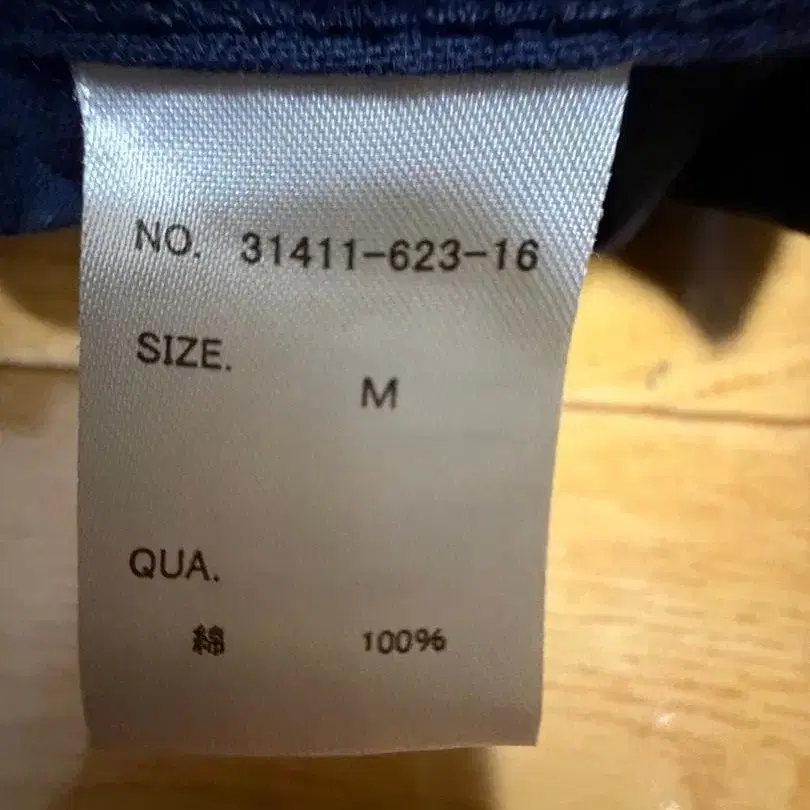 NO. 31411-623-16
SIZE.
M
QUA.
綿 100%